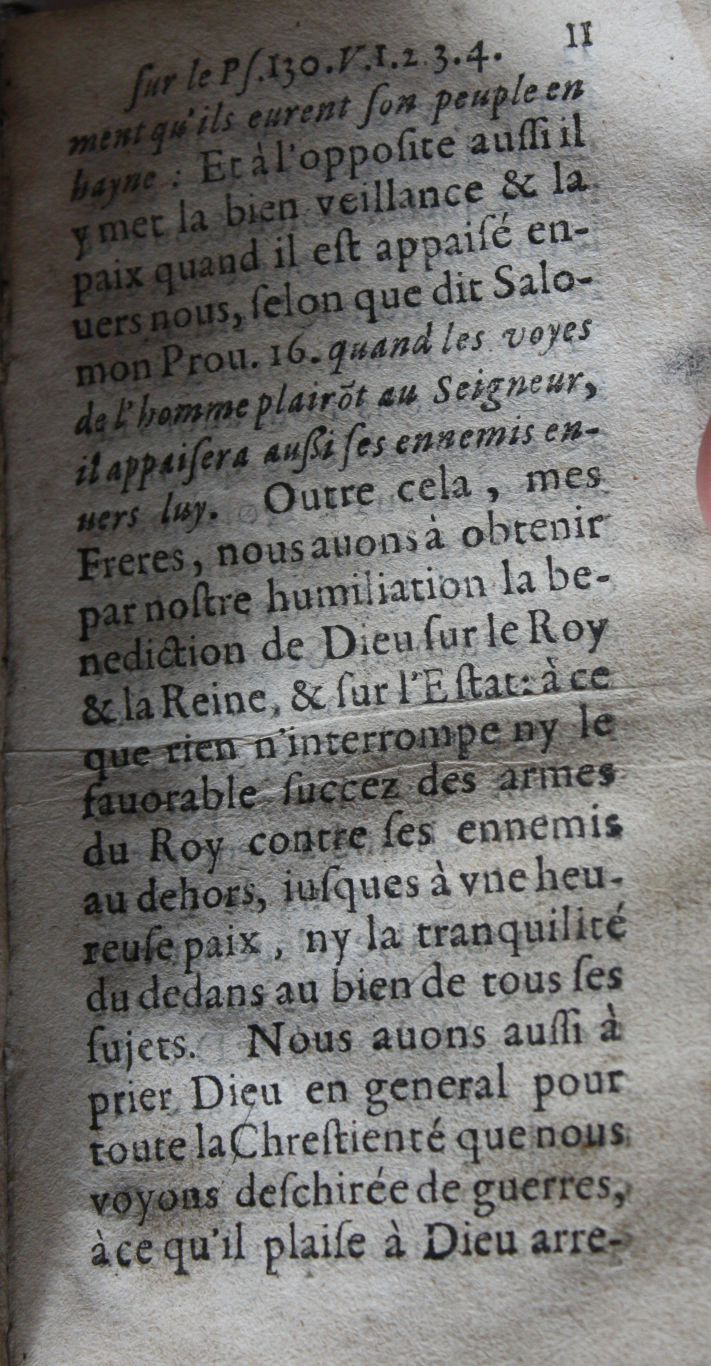 ſur le Pſ.130.V.1.2.3.4. 11
ment qu'ils eurent ſon peuple en
hayne : Et à l'oppoſite auſſi il
y met la bien veillance & la
paix quand il eſt appaiſé en-
uers nous, ſelon que dit Salo-
mon Prou. 16. quand les voyes
de l'homme plairõt au Seigneur,
il appaiſera auſſi ſes ennemis en-
uers luy. Outre cela , mes
Freres , nous auons à obtenir
par noſtre humiliation la be-
nediction de Dieu ſur le Roy
& la Reine, & ſur l'Eſtat: à ce
que rien n'interrompe ny le
fauorable ſuccez des armes
du Roy contre ſes ennemis
au dehors, iuſques à vne heu-
reuſe paix , ny la tranquilité
du dedans au bien de tous ſes
ſujets. Nous auons auſſi à
prier Dieu en general pour
toute la Chreſtienté que nous
voyons deſchirée de guerres,
à ce qu'il plaiſe à Dieu arre-